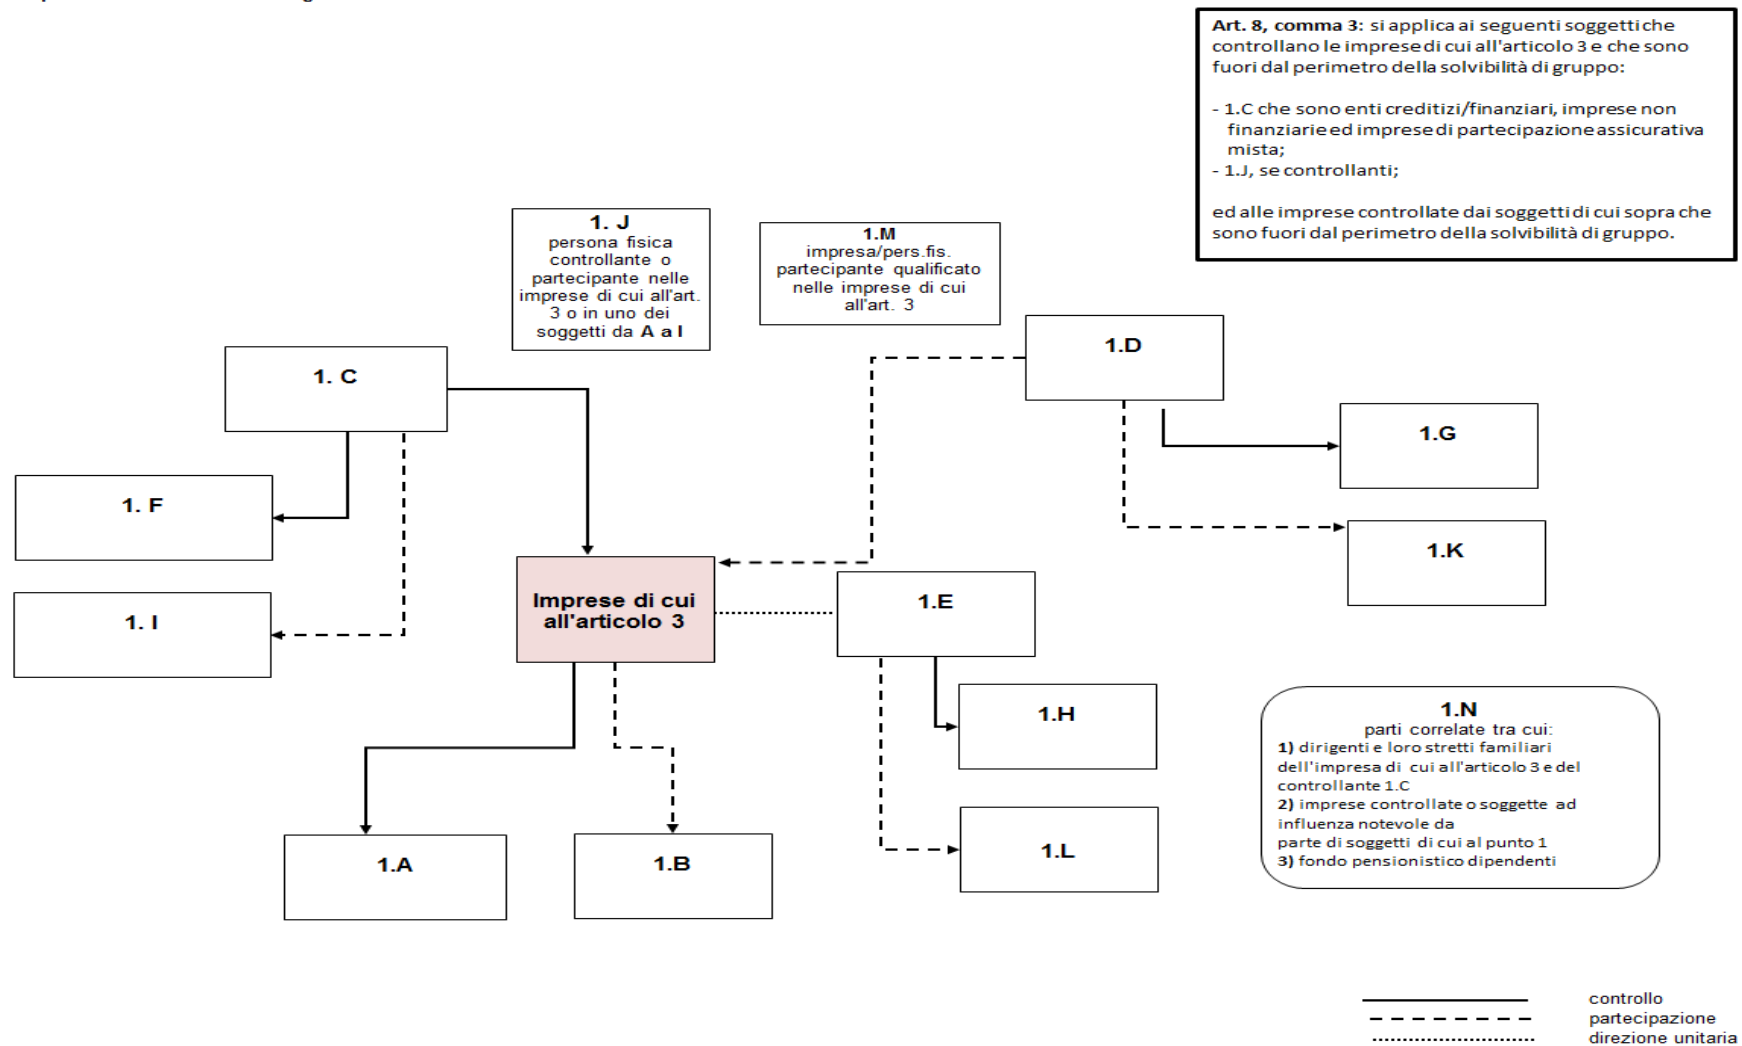 Art. 8, comma 3: si applica ai seguenti soggetti che
controllano le imprese di cui all'articolo 3 e che sono
fuori dal perimetro della solvibilità di gruppo:
- 1.C che sono enti creditizi/finanziari, imprese non
finanziarie ed imprese di partecipazione assicurativa
mista;
- 1.J, se controllanti;
ed alle imprese controllate dai soggetti di cui sopra che
sono fuori dal perimetro della solvibilità di gruppo.
1. J
persona fisica
controllante o
partecipante nelle
imprese di cui all'art.
3 o in uno dei
soggetti da A a I
1.M
impresa/pers.fis.
partecipante qualificato
nelle imprese di cui
all'art. 3
1.D
1. C
1.G
1. F
1.K
Imprese di cui
all'articolo 3
1.E
1. I
1.H
1.N
parti correlate tra cui:
1) dirigenti e loro stretti familiari
dell'impresa di cui all'articolo 3 e del
controllante 1.C
2) imprese controllate o soggette ad
influenza notevole da
parte di soggetti di cui al punto 1
3) fondo pensionistico dipendenti
1.A
1.B
1.L
controllo
partecipazione
direzione unitaria